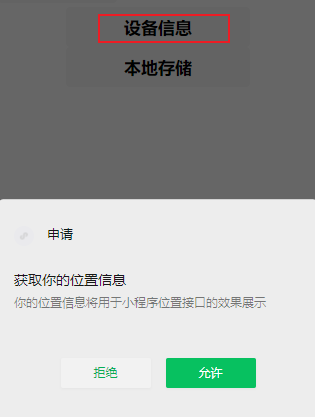 设备信息
本地存储
申请
获取你的位置信息
你的位置信息将用于小程序位置接口的效果展示
拒绝
允许